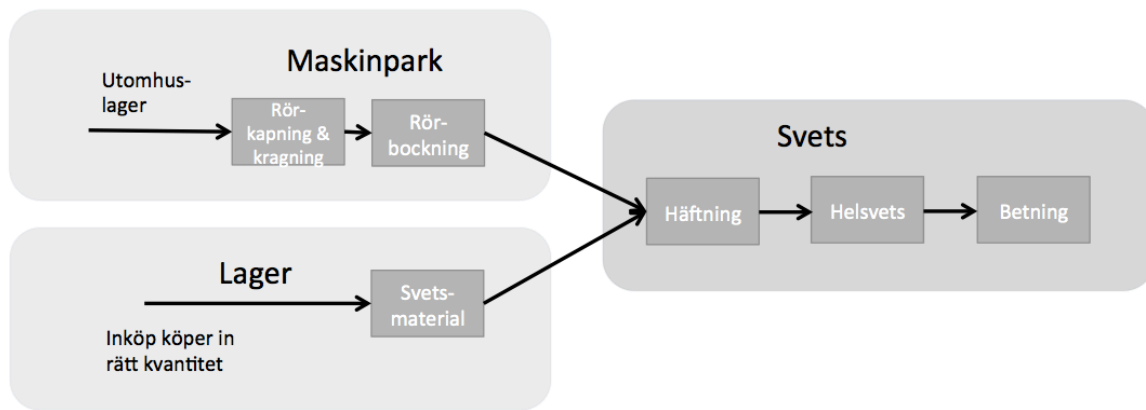 Maskinpark
Utomhus-
lager
Rör-
kapning &
kragning
Rör-
bockning
Svets
Häftning
Helsvets
Betning
Lager
Svets-
material
Inköp köper in
rätt kvantitet